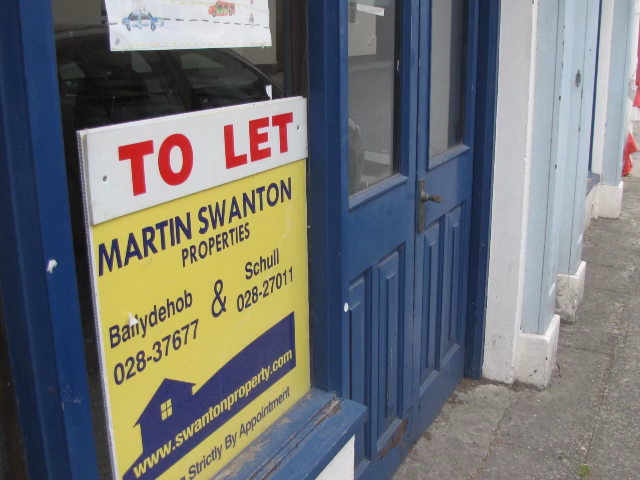 TO LET
MARTIN SWANTON
PROPERTIES
Ballydehob & Schull
028-37677 028-27011
www.swantonproperty.com
Strictly By Appointment